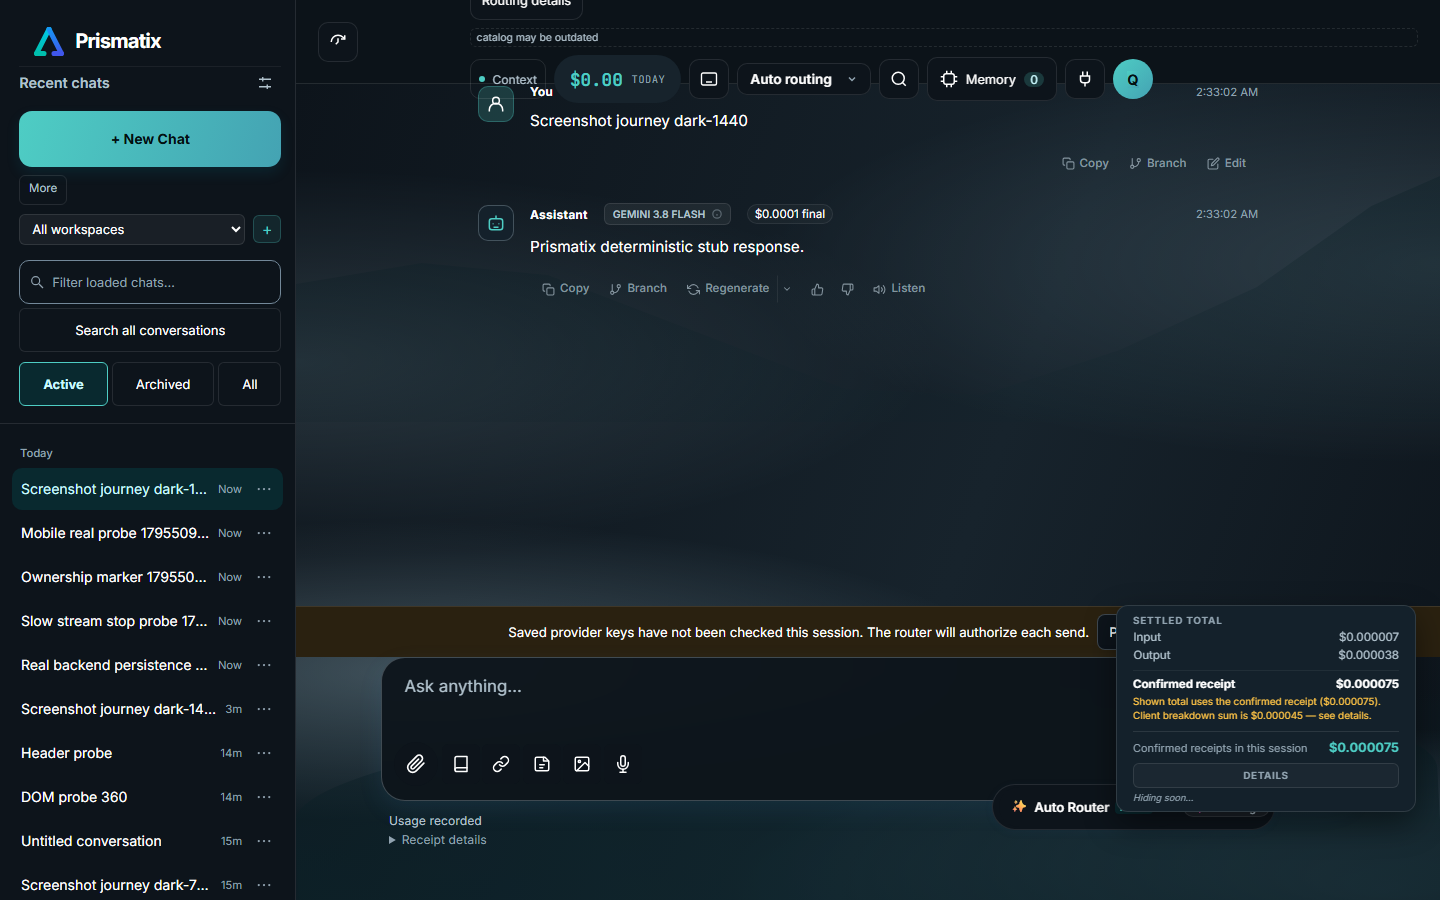 Prismatix
Recent chats
+ New Chat
More
All workspaces
+
Filter loaded chats...
Search all conversations
Active
Archived
All
Today
Screenshot journey dark-1... Now
Mobile real probe 1795509... Now
Ownership marker 179550... Now
Slow stream stop probe 17... Now
Real backend persistence ... Now
Screenshot journey dark-14... 3m
Header probe 14m
DOM probe 360 14m
Untitled conversation 15m
Screenshot journey dark-7... 15m
Routing details
catalog may be outdated
Context
$0.00 TODAY
Auto routing
Memory 0
Q
You 2:33:02 AM
Screenshot journey dark-1440
Copy Branch Edit
Assistant GEMINI 3.8 FLASH $0.0001 final 2:33:02 AM
Prismatix deterministic stub response.
Copy Branch Regenerate Listen
Saved provider keys have not been checked this session. The router will authorize each send.
Ask anything...
Auto Router
Usage recorded
Receipt details
SETTLED TOTAL
Input $0.000007
Output $0.000038
Confirmed receipt $0.000075
Shown total uses the confirmed receipt ($0.000075).
Client breakdown sum is $0.000045 — see details.
Confirmed receipts in this session $0.000075
DETAILS
Hiding soon...